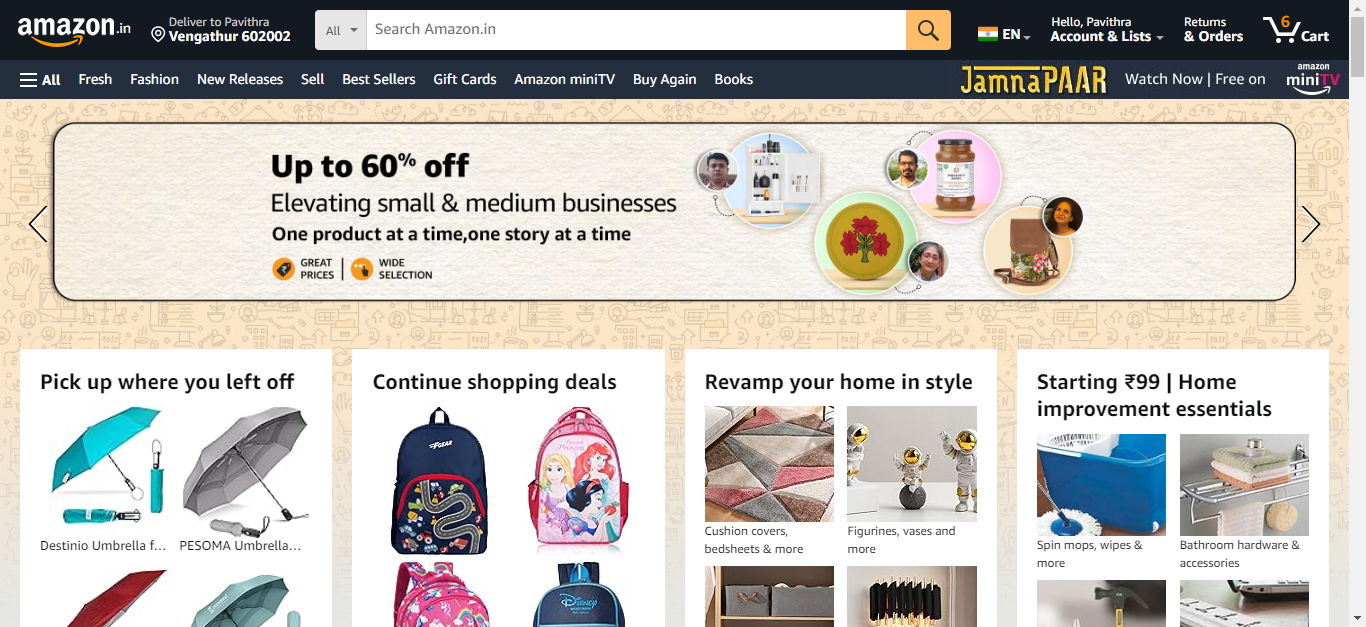 amazon.in
Deliver to Pavithra
Vengathur 602002
All
Search Amazon.in
EN
Hello, Pavithra
Account & Lists
Returns
& Orders
6
Cart
All
Fresh
Fashion
New Releases
Sell
Best Sellers
Gift Cards
Amazon miniTV
Buy Again
Books
JamnaPAAR
Watch Now | Free on
amazon
miniTV
Up to 60% off
Elevating small & medium businesses
One product at a time,one story at a time
GREAT
PRICES
WIDE
SELECTION
Pick up where you left off
Destinio Umbrella f...
PESOMA Umbrella...
Continue shopping deals
FGEAR
Princess
DISNEY
Revamp your home in style
Cushion covers,
bedsheets & more
Figurines, vases and
more
Starting ₹99 | Home
improvement essentials
Spin mops, wipes &
more
Bathroom hardware &
accessories